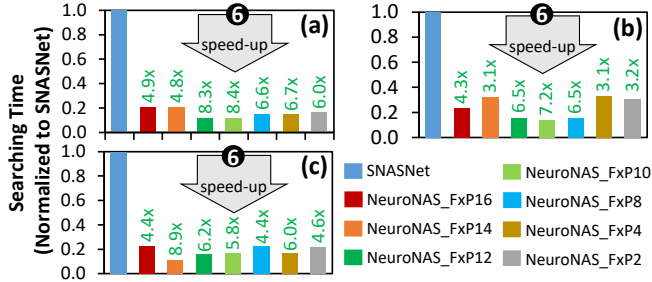 Searching Time
(Normalized to SNASNet)
1.0
0.8
0.6
0.4
0.2
0.0
6
speed-up
(a)
4.9x
4.8x
8.3x
8.4x
6.6x
6.7x
6.0x
1.0
0.8
0.6
0.4
0.2
0.0
6
speed-up
(b)
4.3x
3.1x
6.5x
7.2x
6.5x
3.1x
3.2x
1.0
0.8
0.6
0.4
0.2
0.0
6
speed-up
(c)
4.4x
8.9x
6.2x
5.8x
4.4x
6.0x
4.6x
SNASNet
NeuroNAS_FxP16
NeuroNAS_FxP14
NeuroNAS_FxP12
NeuroNAS_FxP10
NeuroNAS_FxP8
NeuroNAS_FxP4
NeuroNAS_FxP2